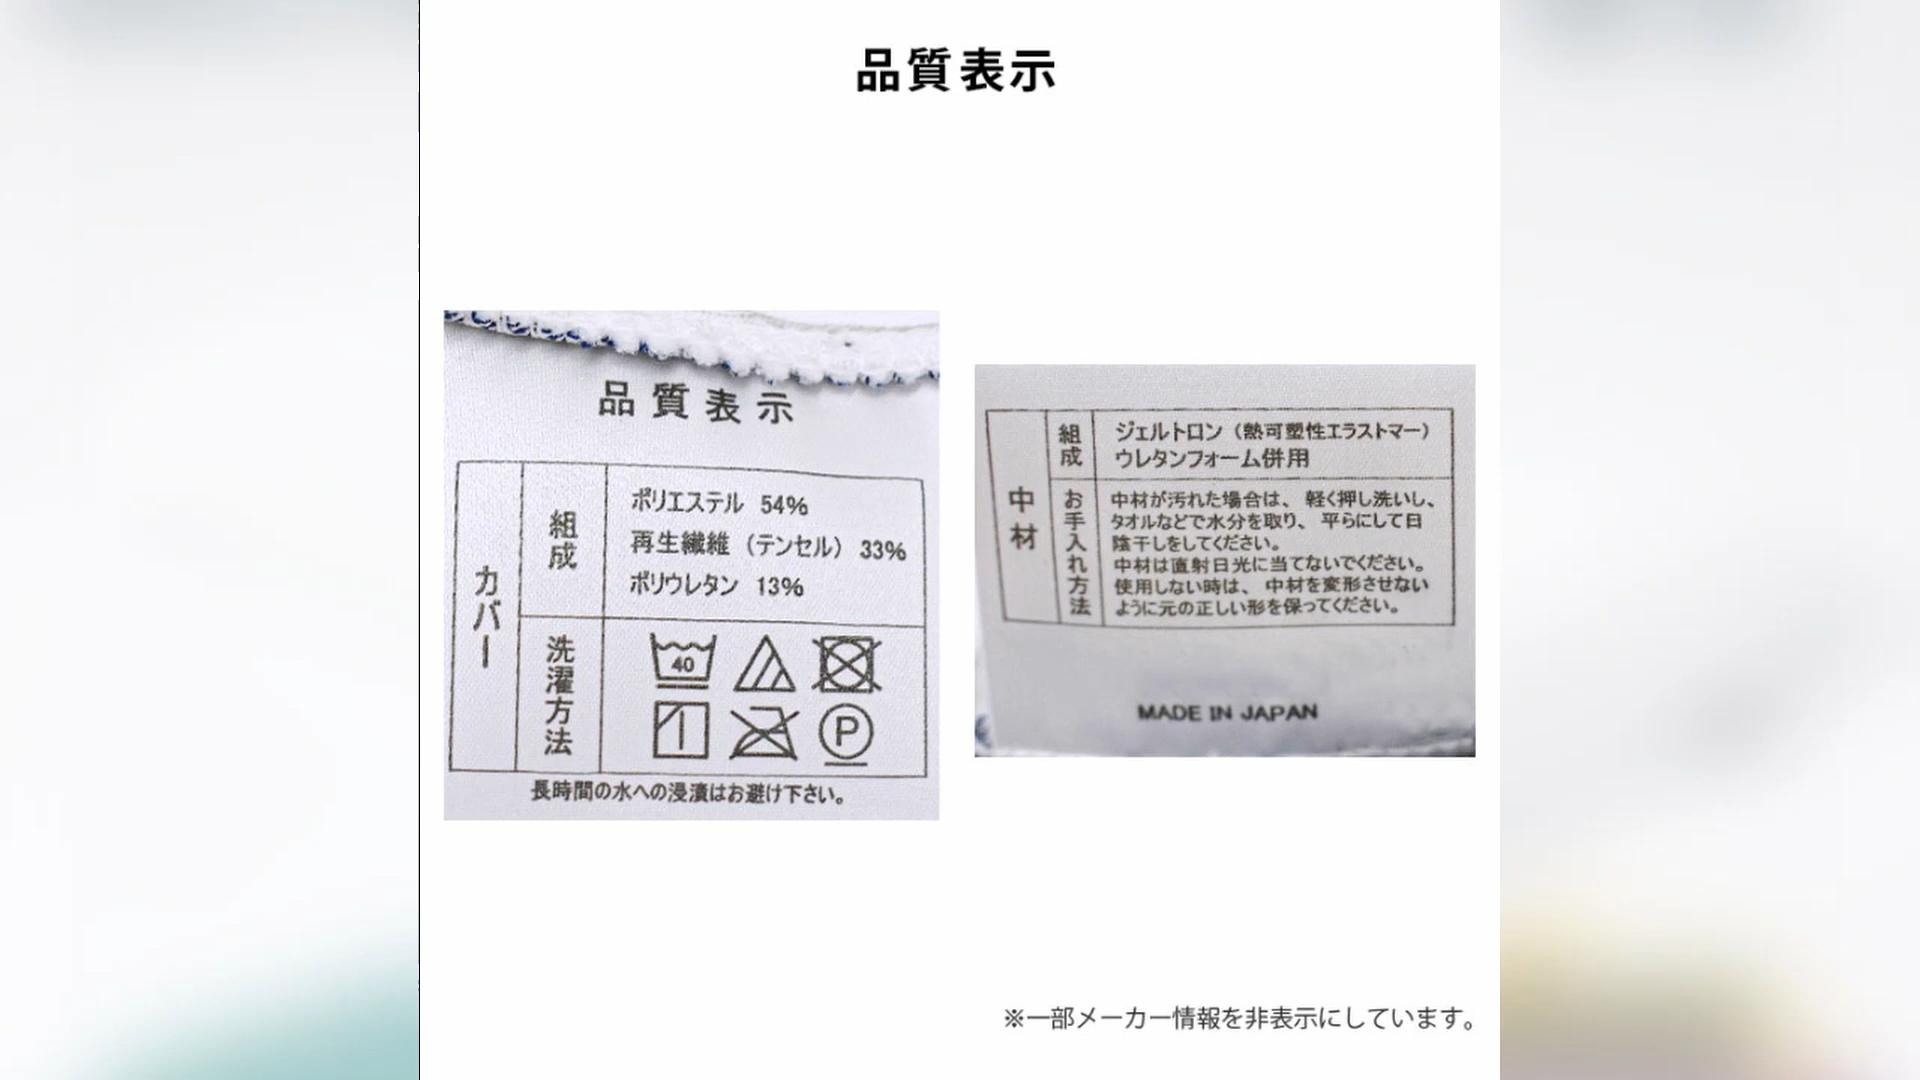 品質表示
品質表示
カバー
組成
ポリエステル 54%
再生繊維（テンセル）33%
ポリウレタン 13%
洗濯方法
40
P
長時間の水への浸漬はお避け下さい。
中材
組成
ジェルトロン（熱可塑性エラストマー）
ウレタンフォーム併用
お手入れ方法
中材が汚れた場合は、軽く押し洗いし、
タオルなどで水分を取り、平らにして日
陰干しをしてください。
中材は直射日光に当てないでください。
使用しない時は、中材を変形させない
ように元の正しい形を保ってください。
MADE IN JAPAN
※一部メーカー情報を非表示にしています。